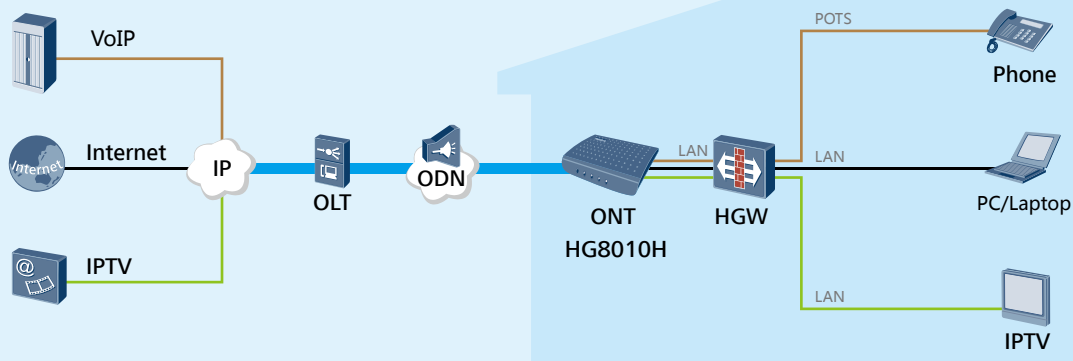 VoIP
POTS
Phone
Internet
Internet
IP
OLT
ODN
LAN
LAN
ONT
HG8010H
HGW
PC/Laptop
@
IPTV
LAN
IPTV